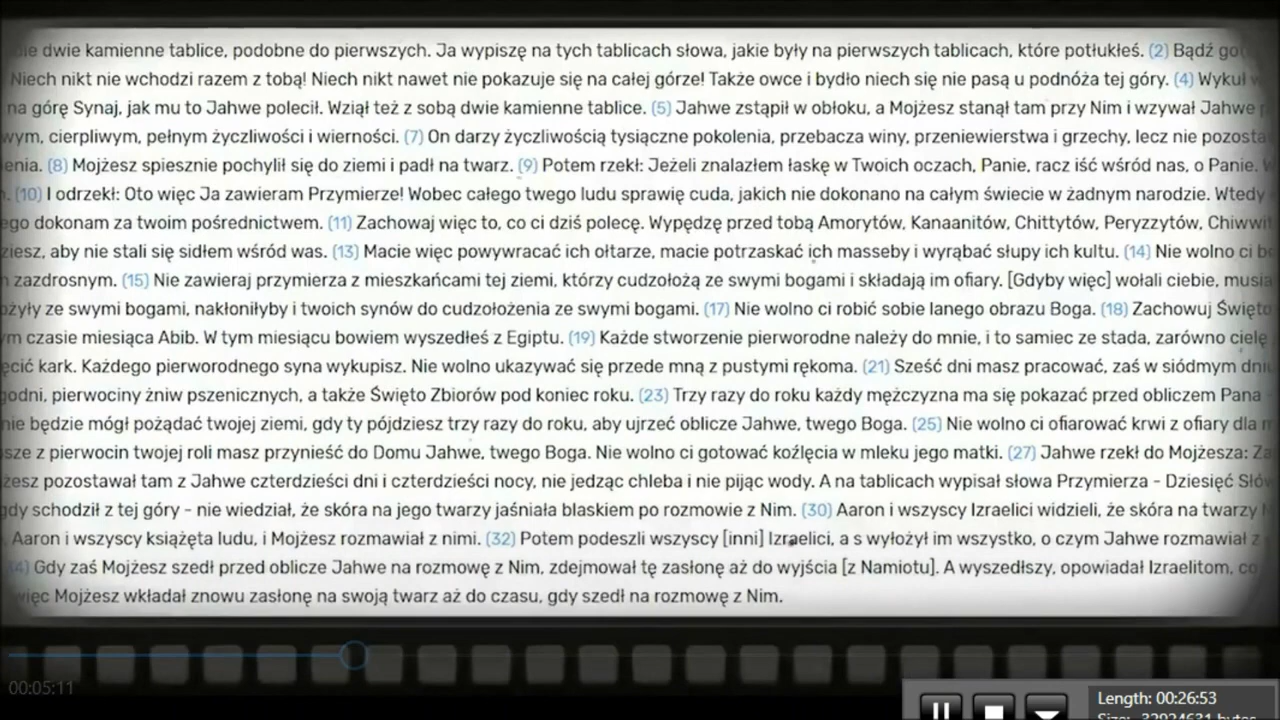 dwie kamienne tablice, podobne do pierwszych. Ja wypiszę na tych tablicach słowa, jakie były na pierwszych tablicach, które potłukłeś. (2) Bądź
Niech nikt nie wchodzi razem z tobą! Niech nikt nawet nie pokazuje się na całej górze! Także owce i bydło niech się nie pasą u podnóża tej góry. (4) Wykuł
na górę Synaj, jak mu to Jahwe polecił. Wziął też z sobą dwie kamienne tablice. (5) Jahwe zstąpił w obłoku, a Mojżesz stanął tam przy Nim i wzywał Jahwe
wym, cierpliwym, pełnym życzliwości i wierności. (7) On darzy życzliwością tysiączne pokolenia, przebacza winy, przeniewierstwa i grzechy, lecz nie pozosta
enia. (8) Mojżesz spiesznie pochylił się do ziemi i padł na twarz. (9) Potem rzekł: Jeżeli znalazłem łaskę w Twoich oczach, Panie, racz iść wśród nas, o Panie.
(10) I odrzekł: Oto więc Ja zawieram Przymierze! Wobec całego twego ludu sprawię cuda, jakich nie dokonano na całym świecie w żadnym narodzie. Wtedy
ego dokonam za twoim pośrednictwem. (11) Zachowaj więc to, co ci dziś polecę. Wypędzę przed tobą Amorytów, Kanaanitów, Chittytów, Peryzzytów, Chiwwit
ziesz, aby nie stali się sidłem wśród was. (13) Macie więc powywracać ich ołtarze, macie potrzaskać ich masseby i wyrąbać słupy ich kultu. (14) Nie wolno ci
zazdrosnym. (15) Nie zawieraj przymierza z mieszkańcami tej ziemi, którzy cudzołożą ze swymi bogami i składają im ofiary. [Gdyby więc] wołali ciebie, musia
ożyły ze swymi bogami, nakłoniłyby i twoich synów do cudzołożenia ze swymi bogami. (17) Nie wolno ci robić sobie lanego obrazu Boga. (18) Zachowuj Święto
ym czasie miesiąca Abib. W tym miesiącu bowiem wyszedłeś z Egiptu. (19) Każde stworzenie pierworodne należy do mnie, i to samiec ze stada, zarówno cielę
ęcić kark. Każdego pierworodnego syna wykupisz. Nie wolno ukazywać się przede mną z pustymi rękoma. (21) Sześć dni masz pracować, zaś w siódmym dniu
godni, pierwociny żniw pszenicznych, a także Święto Zbiorów pod koniec roku. (23) Trzy razy do roku każdy mężczyzna ma się pokazać przed obliczem Pana -
nie będzie mógł pożądać twojej ziemi, gdy ty pójdziesz trzy razy do roku, aby ujrzeć oblicze Jahwe, twego Boga. (25) Nie wolno ci ofiarować krwi z ofiary dla
sze z pierwocin twojej roli masz przynieść do Domu Jahwe, twego Boga. Nie wolno ci gotować koźlęcia w mleku jego matki. (27) Jahwe rzekł do Mojżesza:
żesz pozostawał tam z Jahwe czterdzieści dni i czterdzieści nocy, nie jedząc chleba i nie pijąc wody. A na tablicach wypisał słowa Przymierza - Dziesięć Słów
gdy schodził z tej góry - nie wiedział, że skóra na jego twarzy jaśniała blaskiem po rozmowie z Nim. (30) Aaron i wszyscy Izraelici widzieli, że skóra na twarzy
Aaron i wszyscy książęta ludu, i Mojżesz rozmawiał z nimi. (32) Potem podeszli wszyscy [inni] Izraelici, a s wyłożył im wszystko, o czym Jahwe rozmawiał z
Gdy zaś Mojżesz szedł przed oblicze Jahwe na rozmowę z Nim, zdejmował tę zasłonę aż do wyjścia [z Namiotu]. A wyszedłszy, opowiadał Izraelitom, co
więc Mojżesz wkładał znowu zasłonę na swoją twarz aż do czasu, gdy szedł na rozmowę z Nim.
00:05:11
Length: 00:26:53
Size: 32924631 bytes